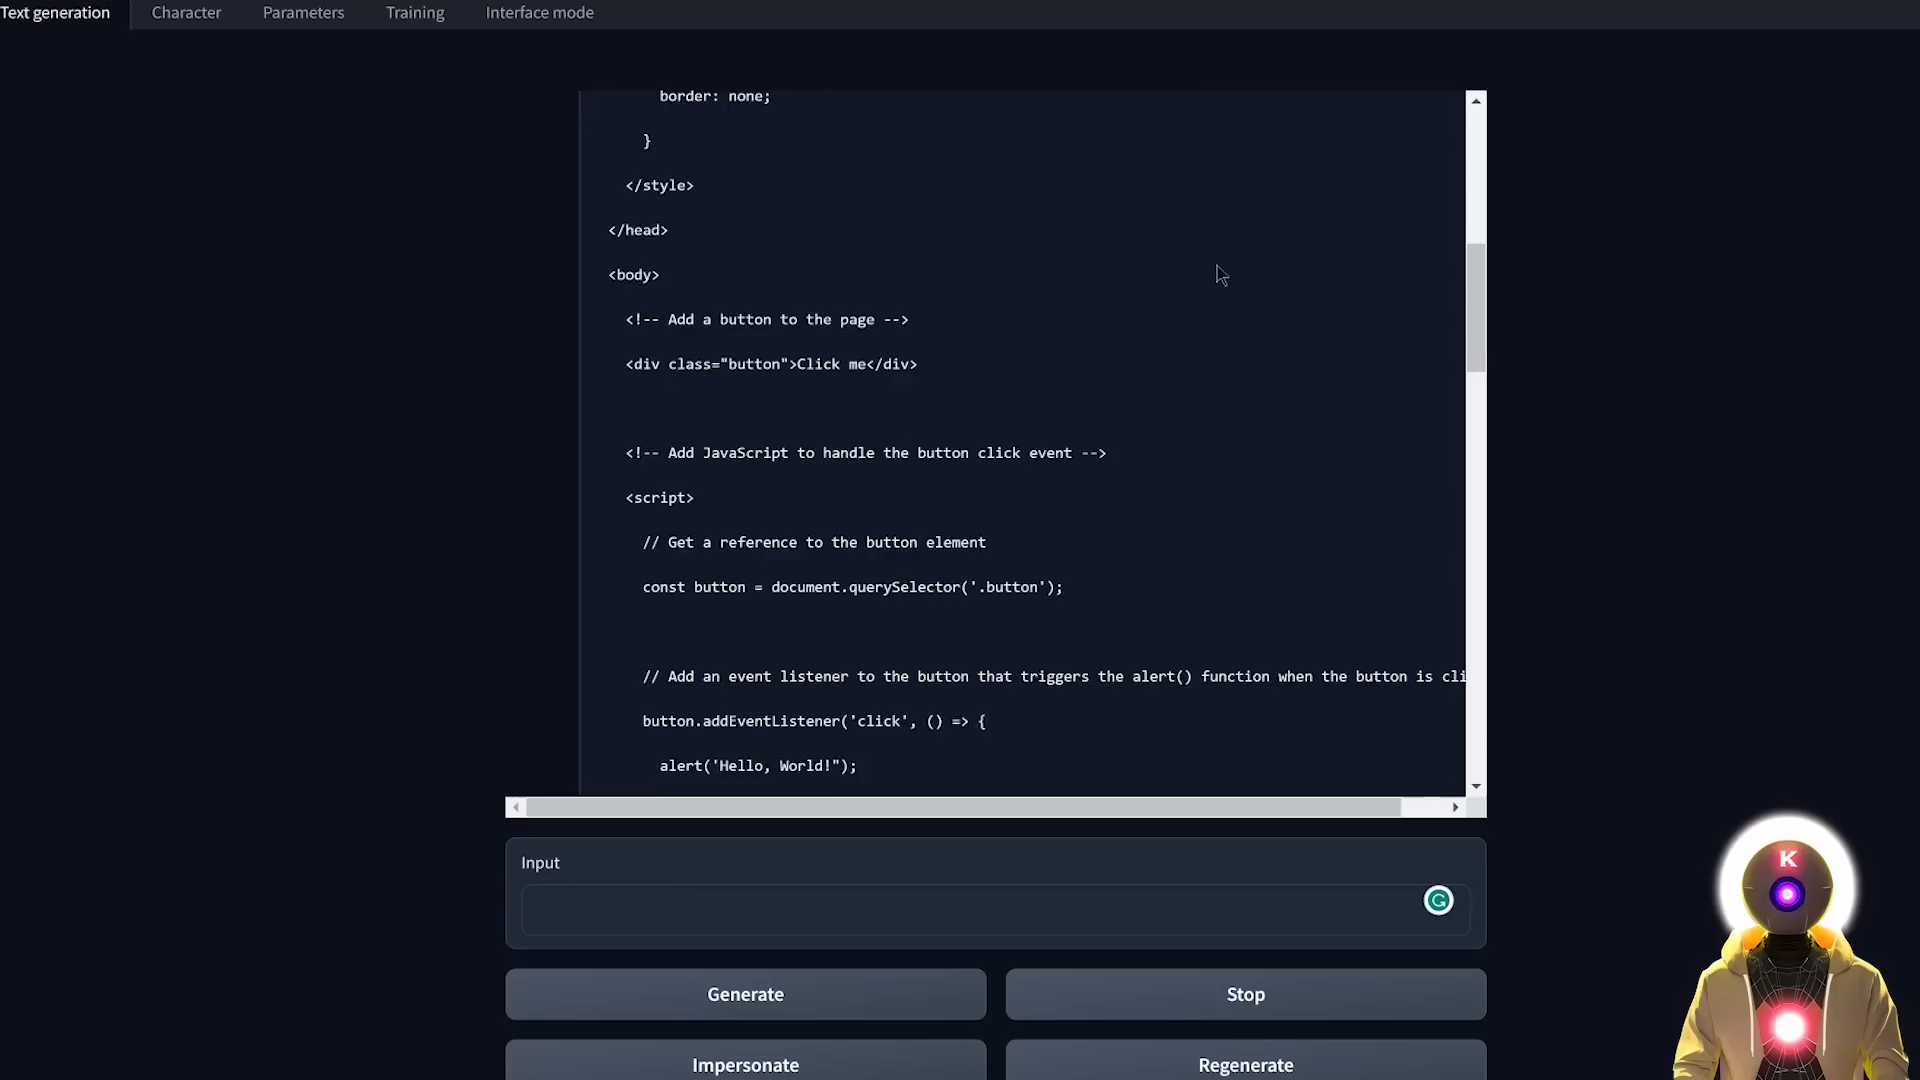 Text generation
Character
Parameters
Training
Interface mode
border: none;
}
</style>
</head>
<body>
<!-- Add a button to the page -->
<div class="button">Click me</div>
<!-- Add JavaScript to handle the button click event -->
<script>
// Get a reference to the button element
const button = document.querySelector('.button');
// Add an event listener to the button that triggers the alert() function when the button is cli
button.addEventListener('click', () => {
alert('Hello, World!");
Input
Generate
Stop
Impersonate
Regenerate
K